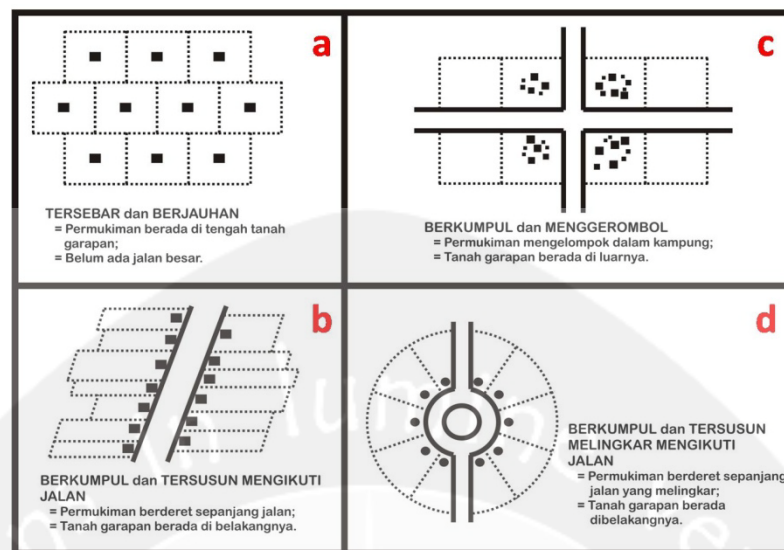 a
TERSEBAR dan BERJAUHAN
= Permukiman berada di tengah tanah
garapan;
= Belum ada jalan besar.
c
BERKUMPUL dan MENGGEROMBOL
= Permukiman mengelompok dalam kampung;
= Tanah garapan berada di luarnya.
b
BERKUMPUL dan TERSUSUN MENGIKUTI
JALAN
= Permukiman berderet sepanjang jalan;
= Tanah garapan berada di belakangnya.
d
BERKUMPUL dan TERSUSUN
MELINGKAR MENGIKUTI
JALAN
= Permukiman berderet sepanjang
jalan yang melingkar;
= Tanah garapan berada
dibelakangnya.
in lumine